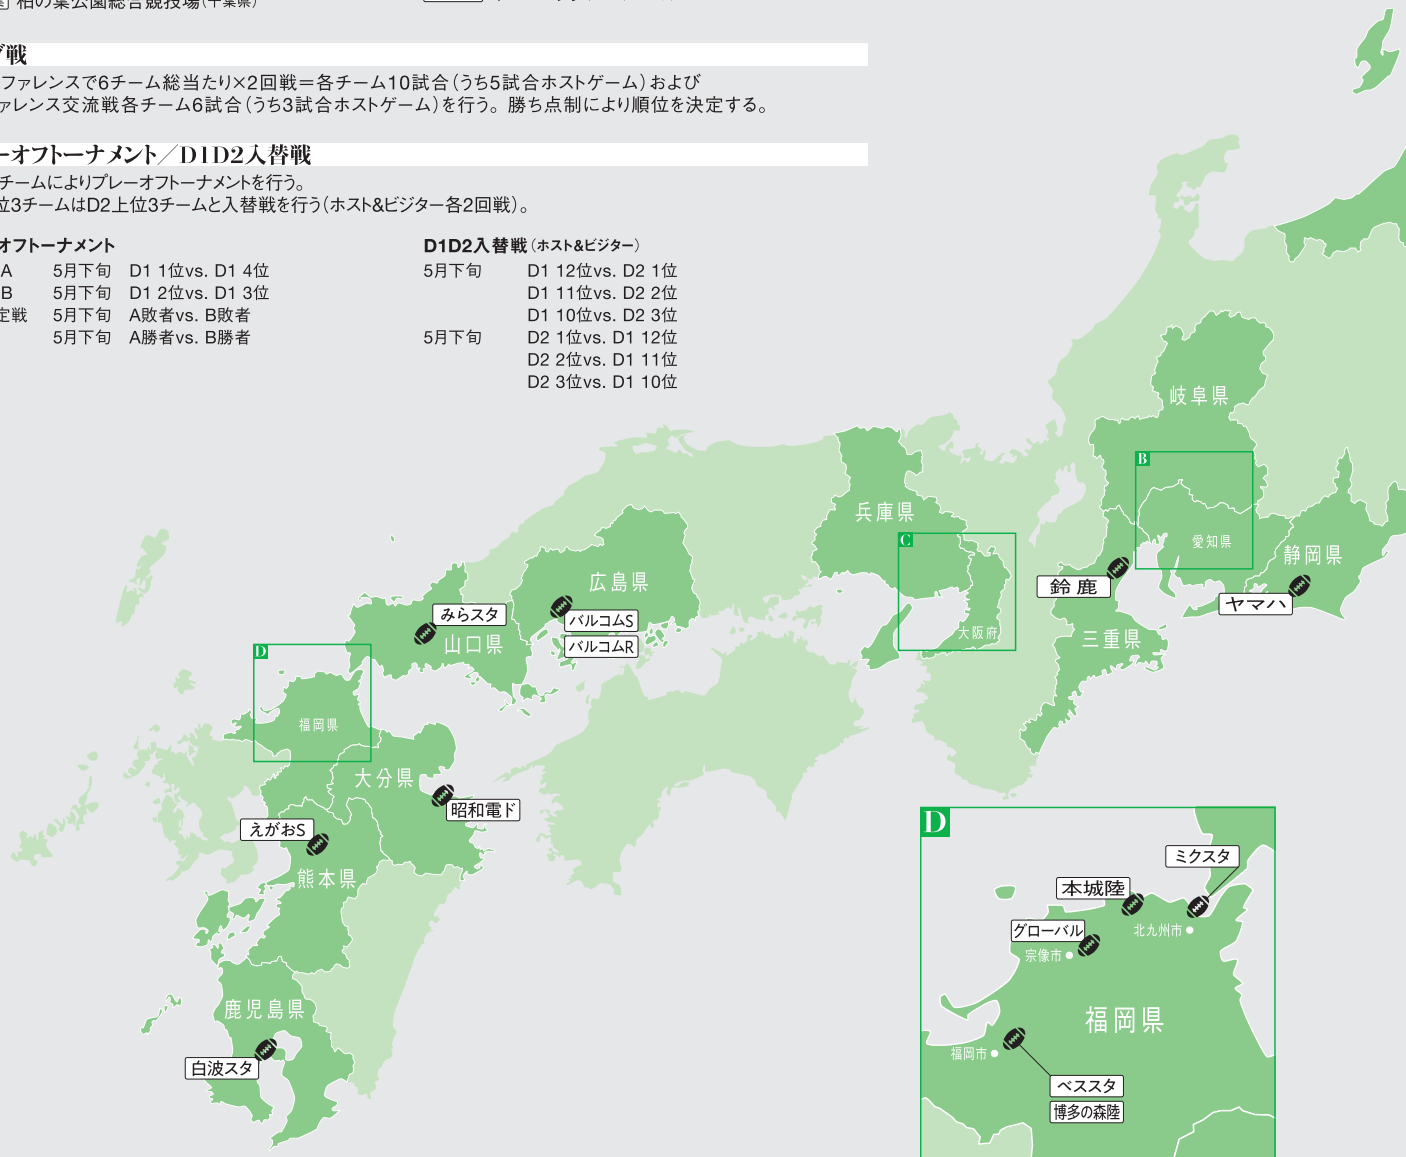 柏の葉公園総合競技場（千葉県）
戦
ファレンスで6チーム総当たり×2回戦＝各チーム10試合（うち5試合ホストゲーム）および
ァレンス交流戦各チーム6試合（うち3試合ホストゲーム）を行う。勝ち点制により順位を決定する。
ーオフトーナメント／D1D2入替戦
チームによりプレーオフトーナメントを行う。
位3チームはD2上位3チームと入替戦を行う（ホスト&ビジター各2回戦）。
オフトーナメント
A 5月下旬 D1 1位vs. D1 4位
B 5月下旬 D1 2位vs. D1 3位
定戦 5月下旬 A敗者vs. B敗者
5月下旬 A勝者vs. B勝者
D1D2入替戦（ホスト&ビジター）
5月下旬 D1 12位vs. D2 1位
D1 11位vs. D2 2位
D1 10位vs. D2 3位
5月下旬 D2 1位vs. D1 12位
D2 2位vs. D1 11位
D2 3位vs. D1 10位
岐阜県
B
愛知県
静岡県
ヤマハ
鈴鹿
三重県
兵庫県
C
大阪府
広島県
バルコムS
バルコムR
みらスタ
山口県
D
福岡県
大分県
昭和電ド
えがおS
熊本県
鹿児島県
白波スタ
D
ミクスタ
本城陸
北九州市
グローバル
宗像市
福岡県
福岡市
ベススタ
博多の森陸